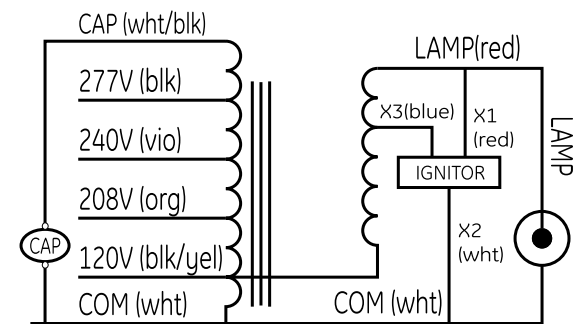 CAP (wht/blk)
LAMP(red)
277V (blk)
X3(blue)
X1
(red)
240V (vio)
LAMP
IGNITOR
208V (org)
CAP
X2
(wht)
120V (blk/yel)
COM (wht)
COM (wht)